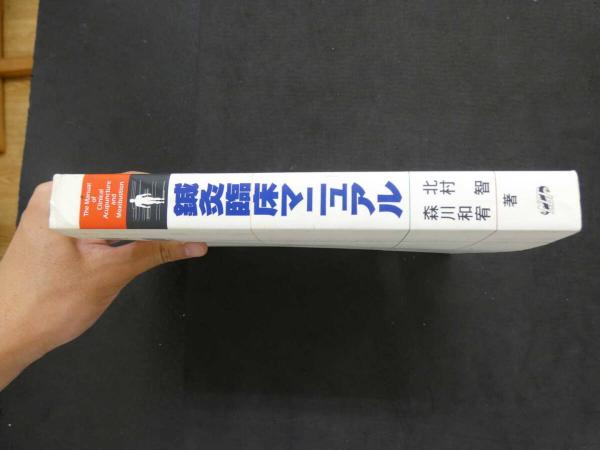 The Manual
of
Clinical
Acupuncture
and
Moxibustion
鍼灸臨床マニュアル
北村 智
森川和宥
著